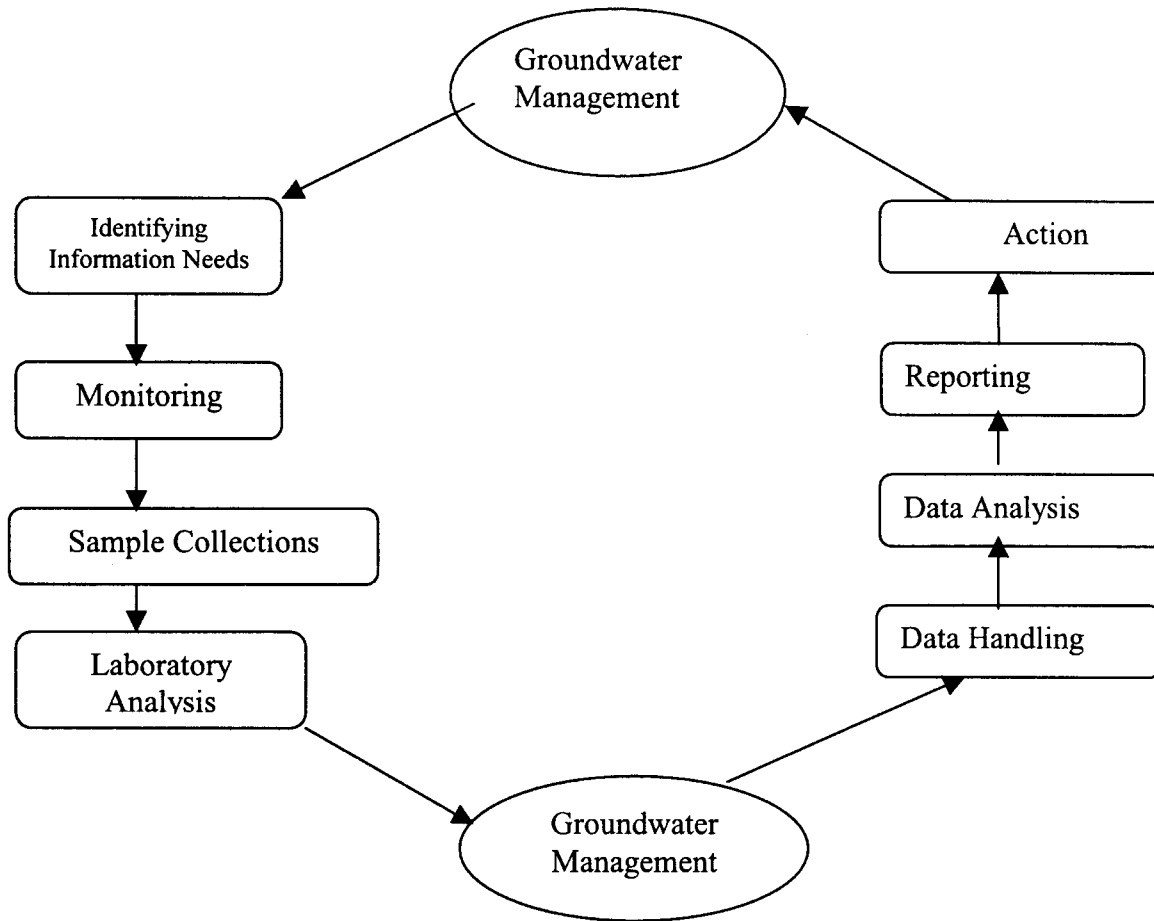 Groundwater
Management
Identifying
Information Needs
Monitoring
Sample Collections
Laboratory
Analysis
Groundwater
Management
Data Handling
Data Analysis
Reporting
Action